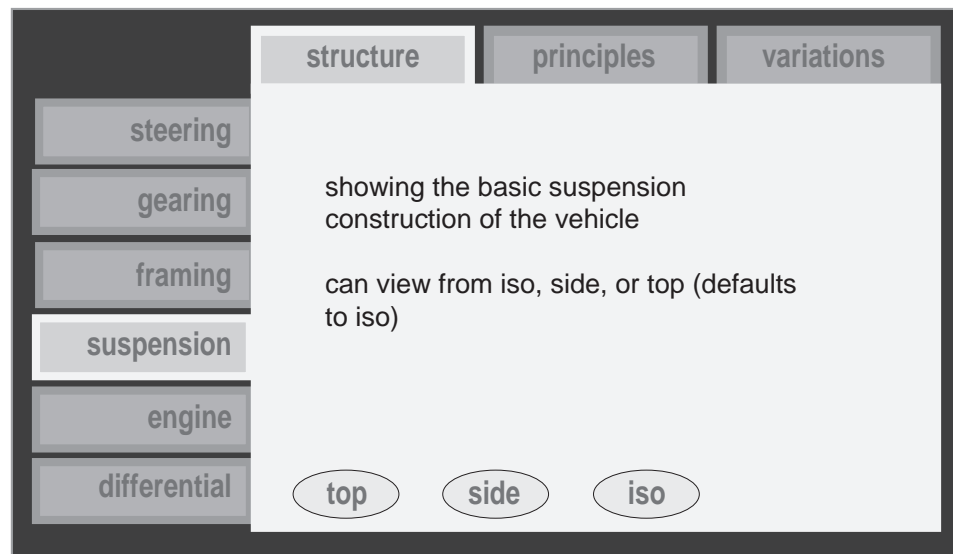 structure
principles
variations
steering
gearing
framing
suspension
engine
differential
showing the basic suspension
construction of the vehicle
can view from iso, side, or top (defaults
to iso)
top
side
iso